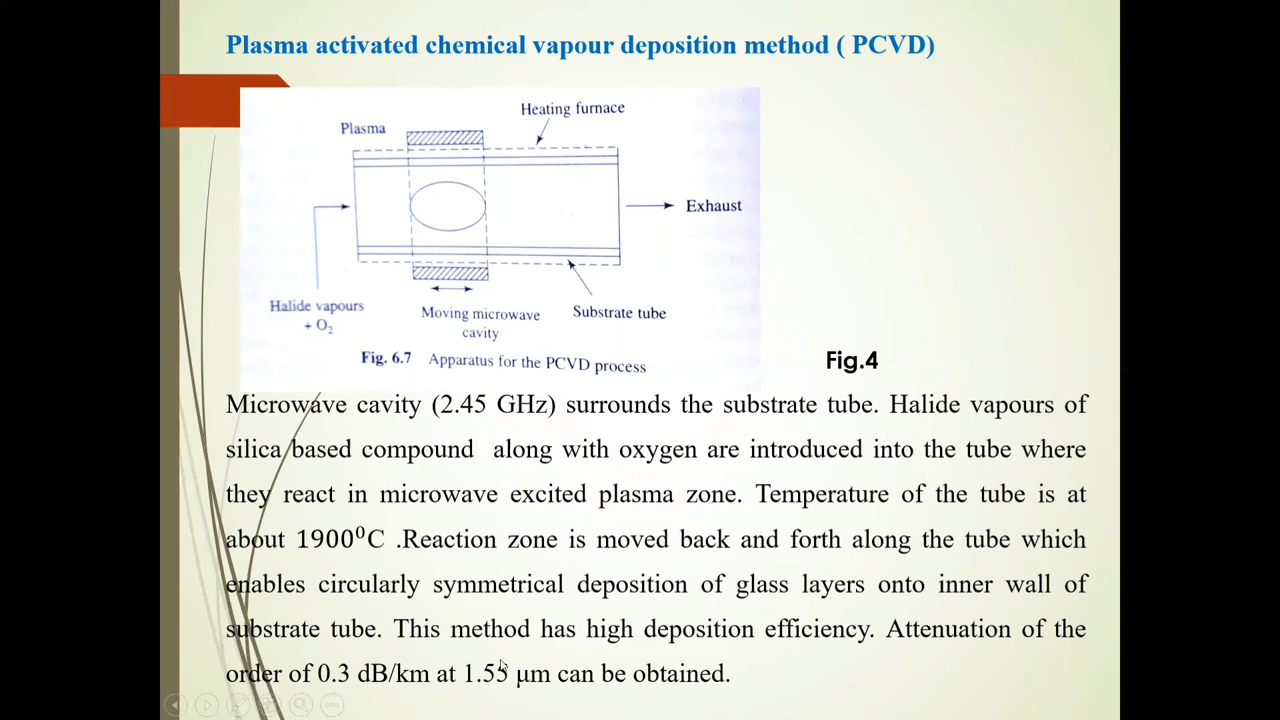 Plasma activated chemical vapour deposition method ( PCVD)
Heating furnace
Plasma
Exhaust
Halide vapours
+ O₂
Moving microwave
cavity
Substrate tube
Fig. 6.7 Apparatus for the PCVD process
Fig.4
Microwave cavity (2.45 GHz) surrounds the substrate tube. Halide vapours of
silica based compound along with oxygen are introduced into the tube where
they react in microwave excited plasma zone. Temperature of the tube is at
about 1900⁰C .Reaction zone is moved back and forth along the tube which
enables circularly symmetrical deposition of glass layers onto inner wall of
substrate tube. This method has high deposition efficiency. Attenuation of the
order of 0.3 dB/km at 1.55 μm can be obtained.